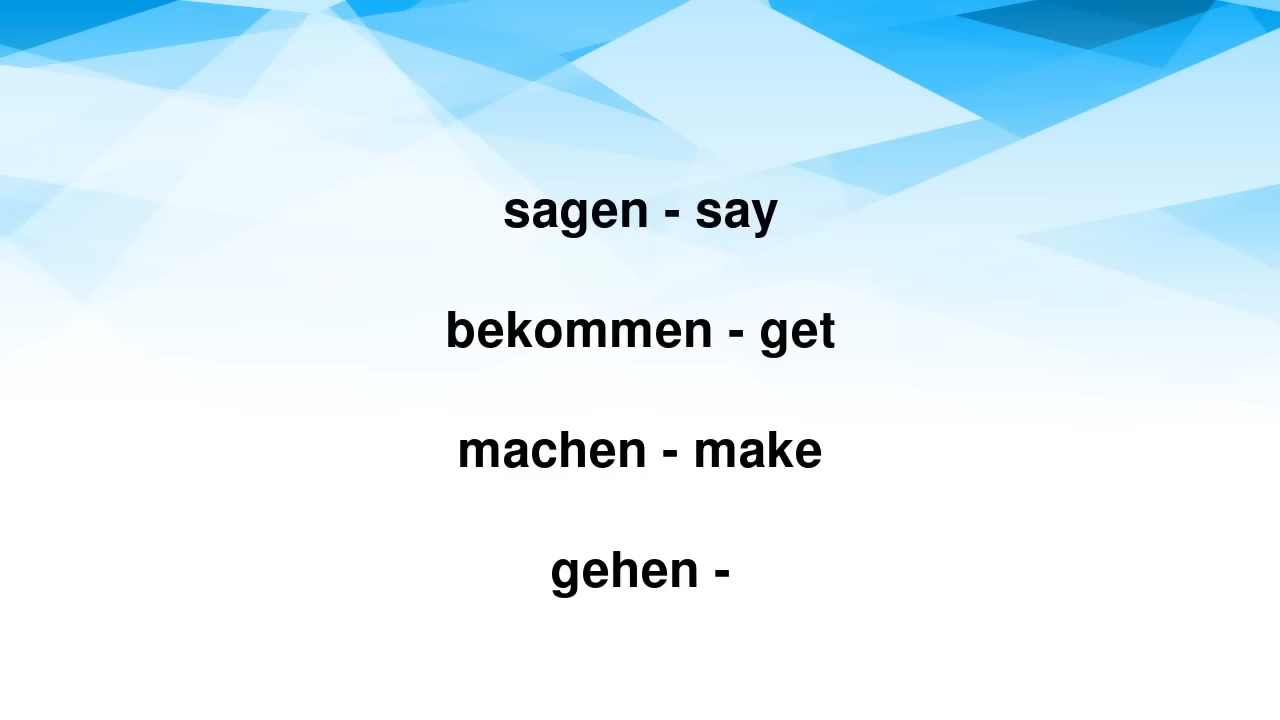 sagen - say
bekommen - get
machen - make
gehen -